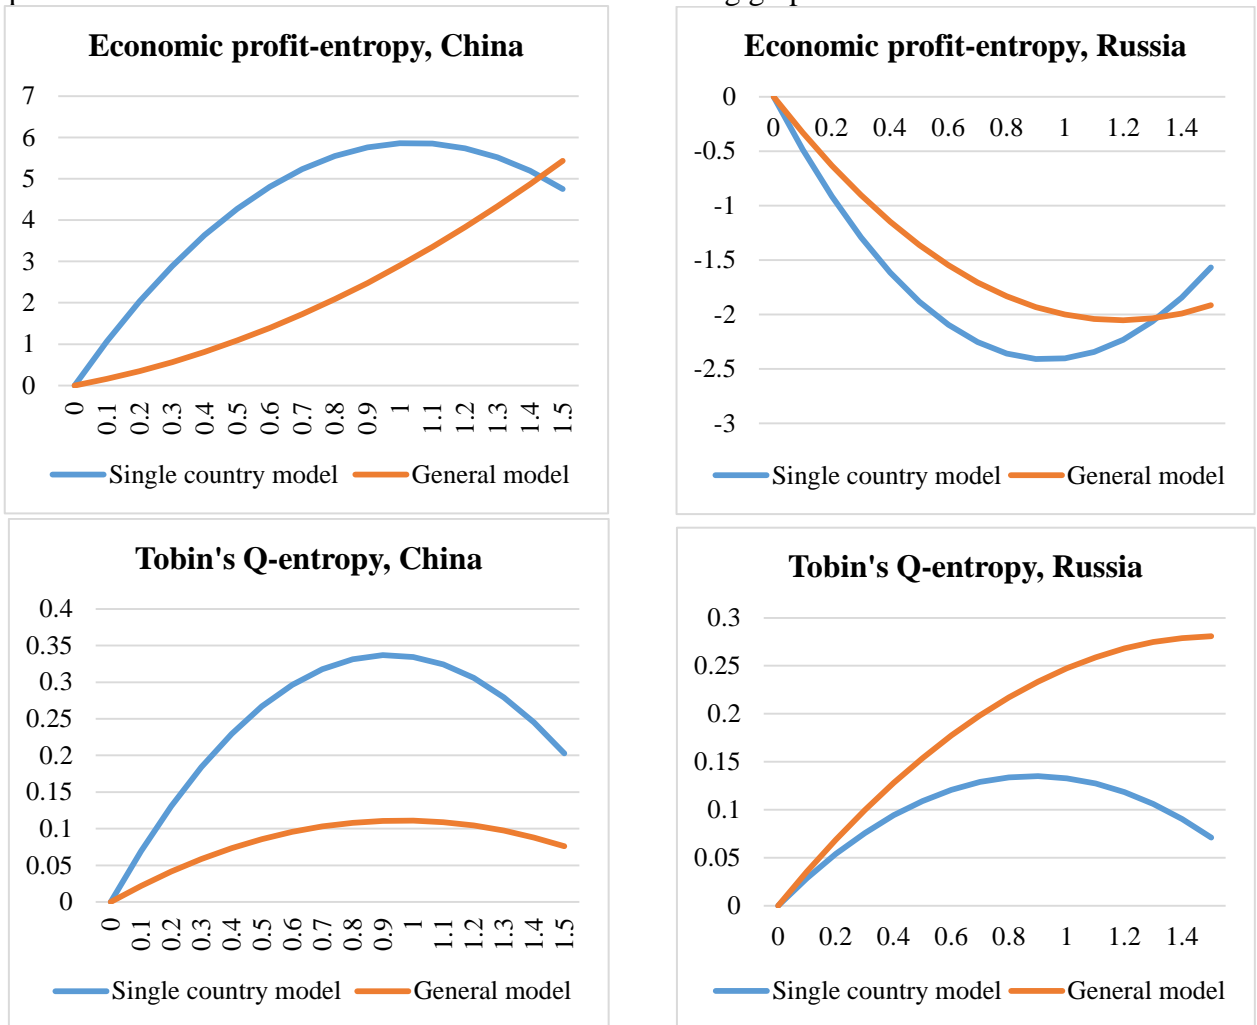 Economic profit-entropy, China
7
6
5
4
3
2
1
0
0 0.1 0.2 0.3 0.4 0.5 0.6 0.7 0.8 0.9 1 1.1 1.2 1.3 1.4 1.5
Single country model General model
Economic profit-entropy, Russia
0
0 0.2 0.4 0.6 0.8 1 1.2 1.4
-0.5
-1
-1.5
-2
-2.5
-3
Single country model General model
Tobin's Q-entropy, China
0.4
0.35
0.3
0.25
0.2
0.15
0.1
0.05
0
0 0.1 0.2 0.3 0.4 0.5 0.6 0.7 0.8 0.9 1 1.1 1.2 1.3 1.4 1.5
Single country model General model
Tobin's Q-entropy, Russia
0.3
0.25
0.2
0.15
0.1
0.05
0
0 0.2 0.4 0.6 0.8 1 1.2 1.4
Single country model General model